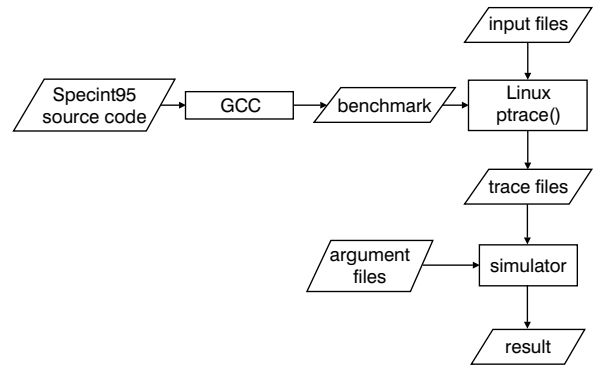 input files
Specint95
source code
GCC
benchmark
Linux
ptrace()
trace files
argument
files
simulator
result